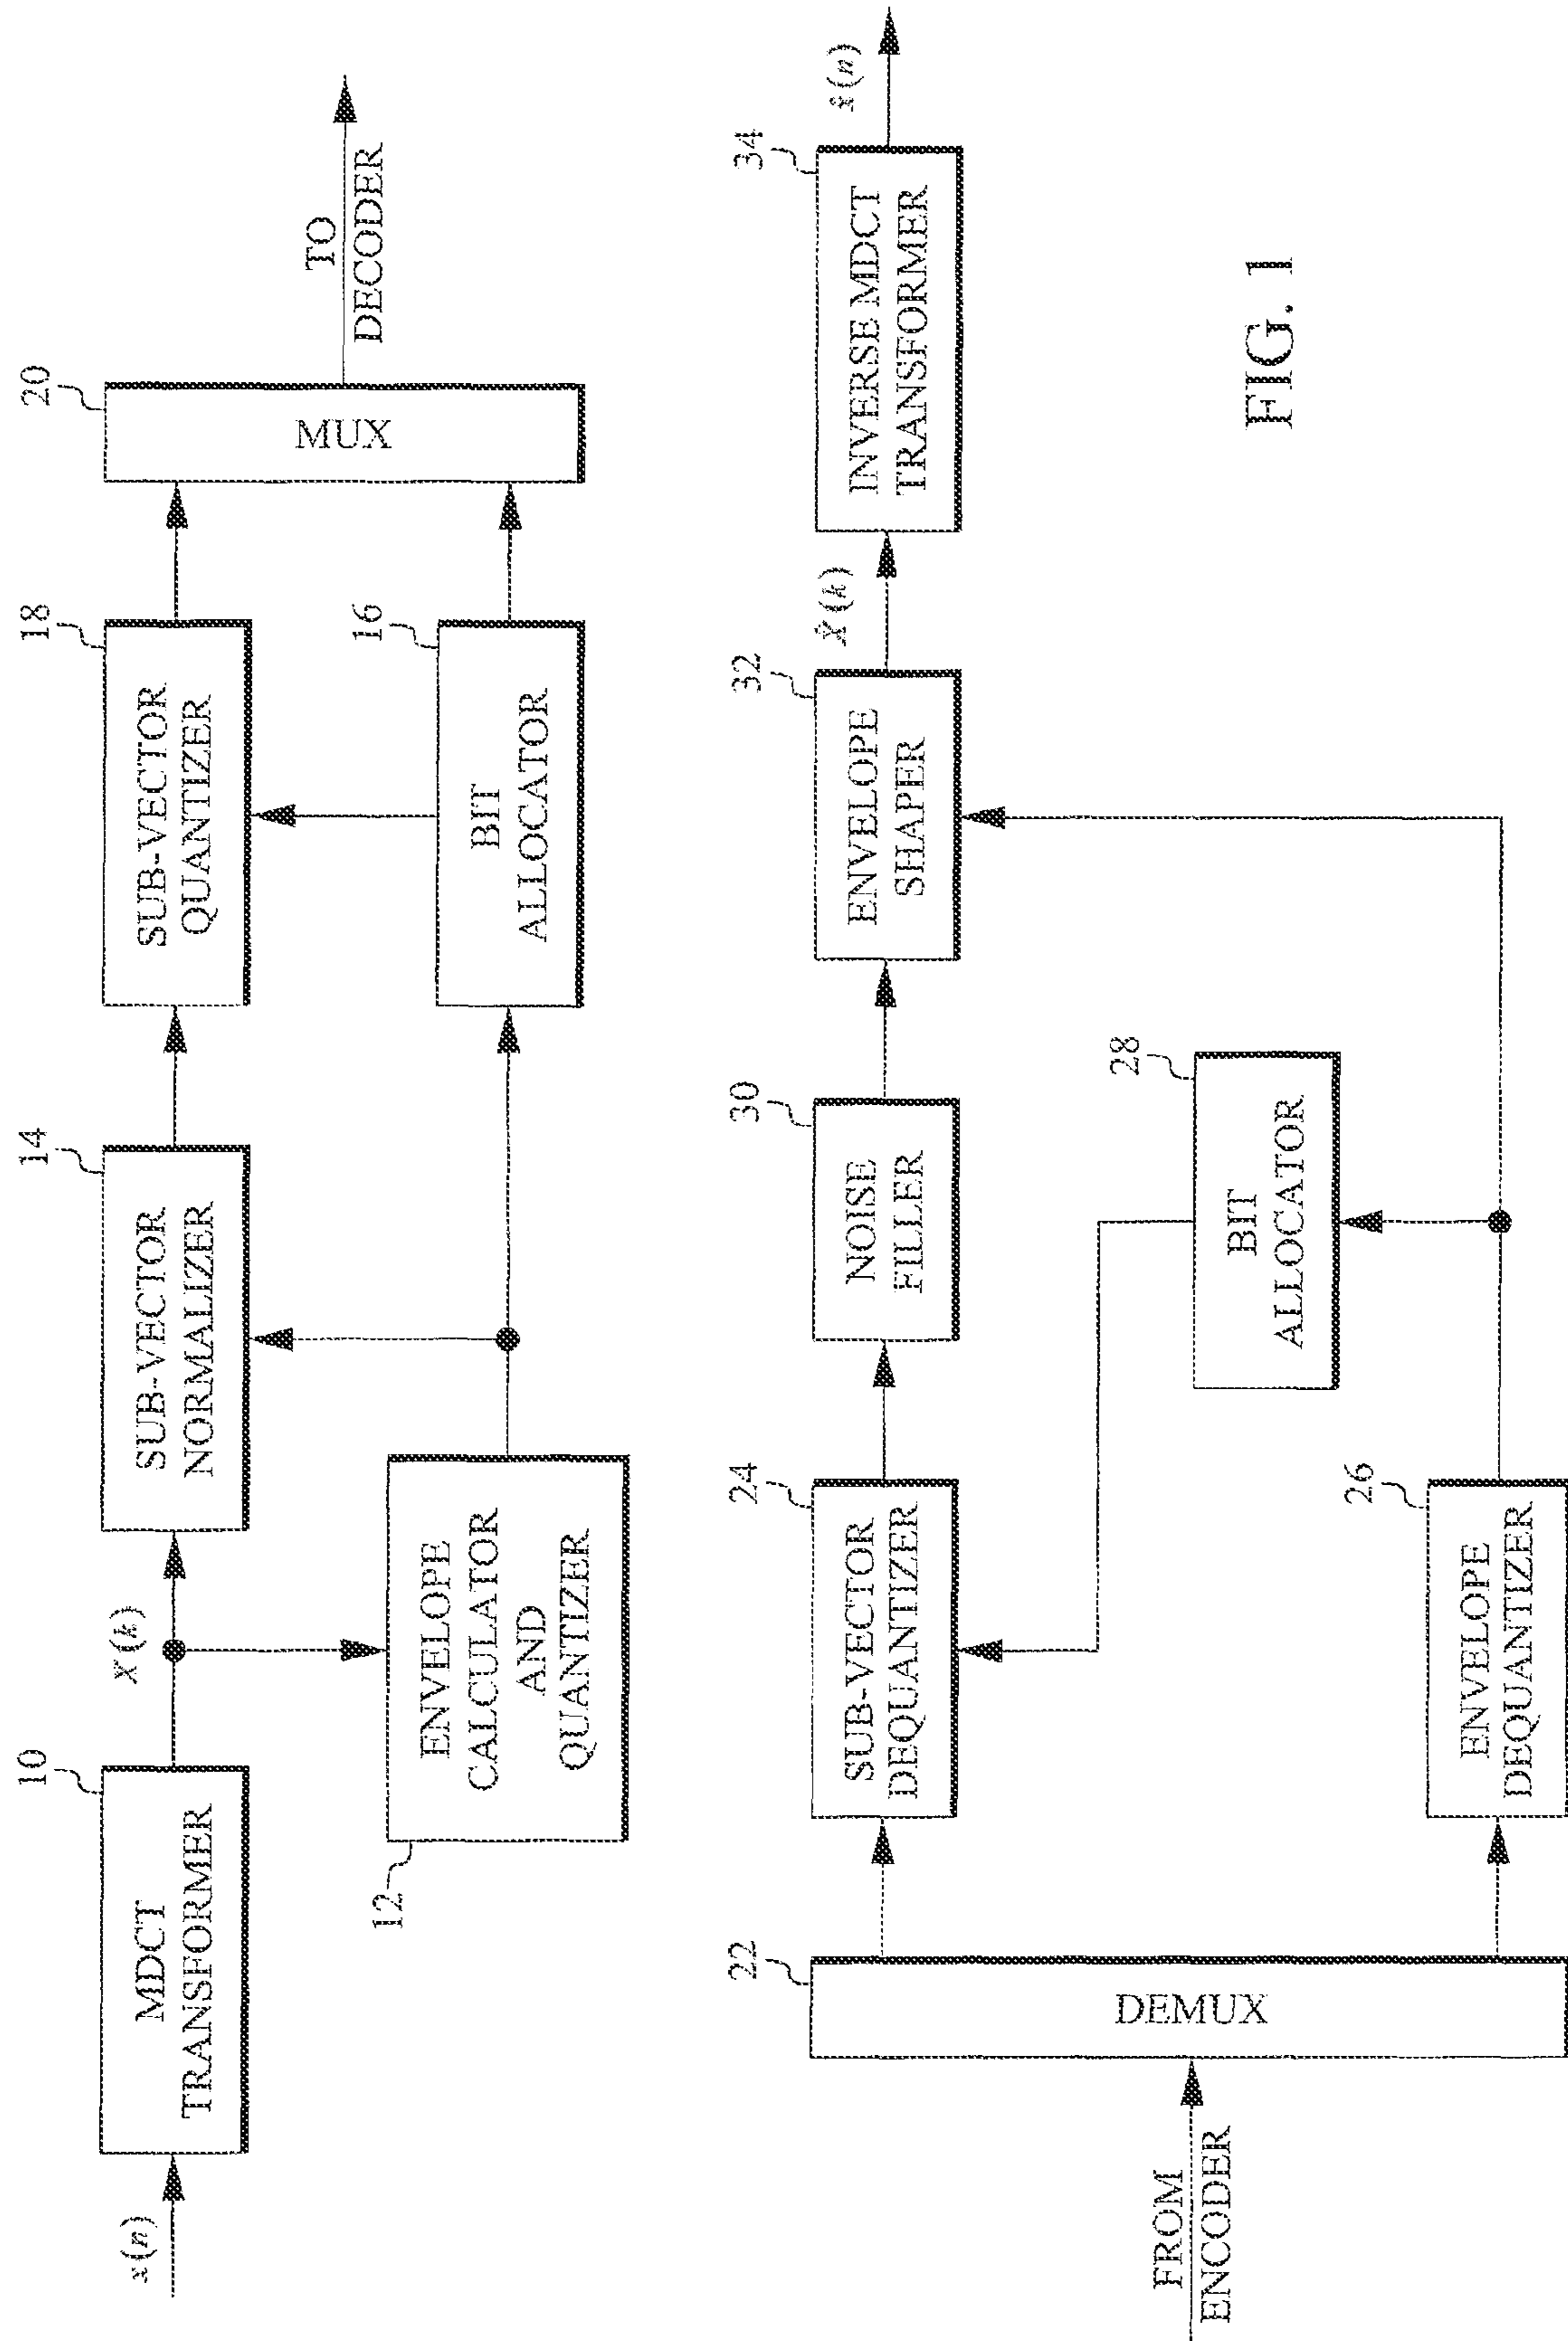 x(n)
10
MDCT
TRANSFORMER
X(k)
12
ENVELOPE
CALCULATOR
AND
QUANTIZER
14
SUB-VECTOR
NORMALIZER
18
SUB-VECTOR
QUANTIZER
16
BIT
ALLOCATOR
20
MUX
TO
DECODER
FROM
ENCODER
22
DEMUX
24
SUB-VECTOR
DEQUANTIZER
26
ENVELOPE
DEQUANTIZER
28
BIT
ALLOCATOR
30
NOISE
FILLER
32
ENVELOPE
SHAPER
X̂(k)
34
INVERSE MDCT
TRANSFORMER
x̂(n)
FIG. 1